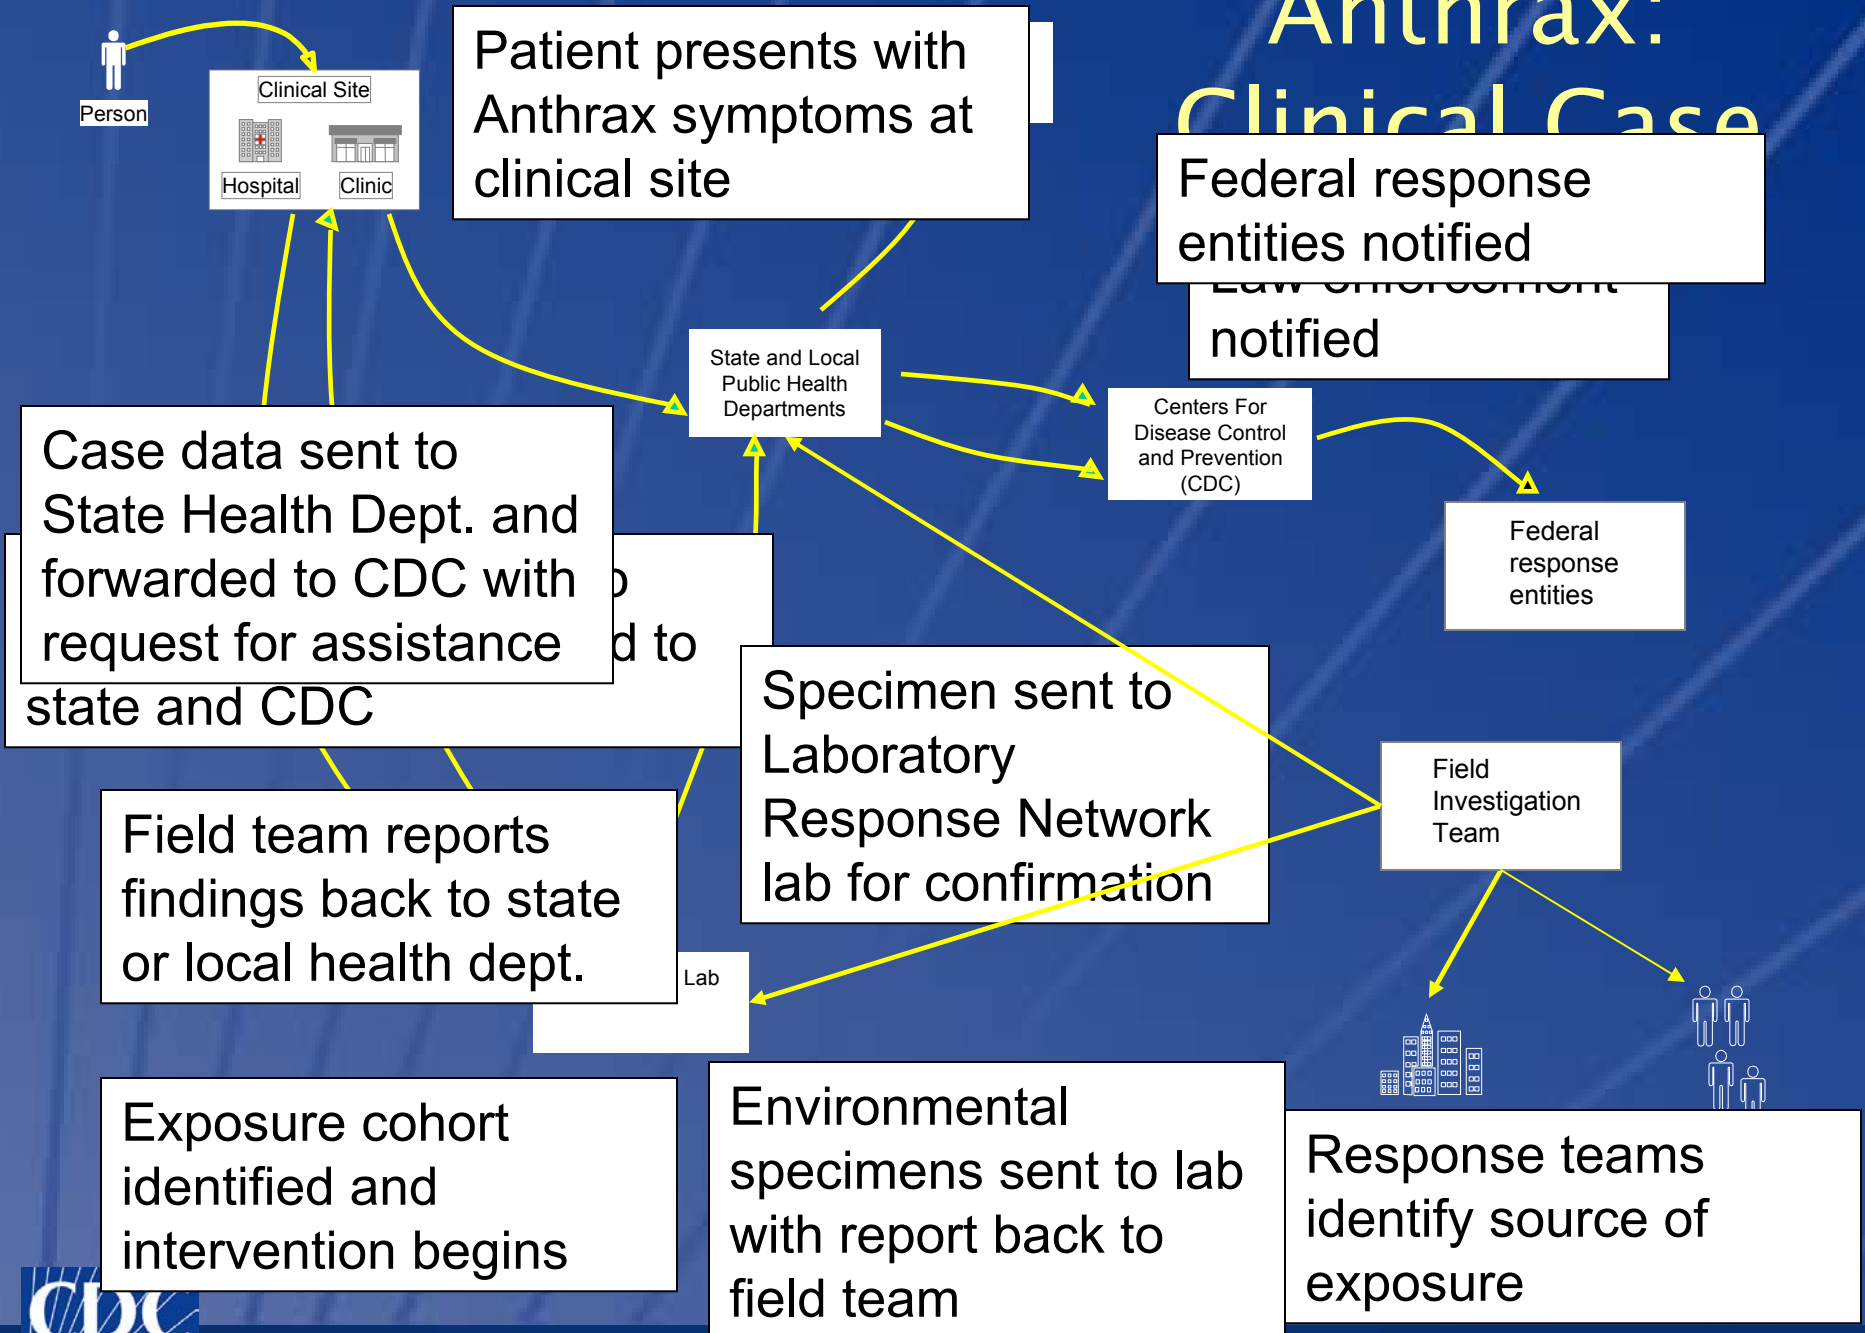 Anthrax:
Clinical Case
Person
Clinical Site
Hospital
Clinic
Patient presents with
Anthrax symptoms at
clinical site
Federal response
entities notified
Law enforcement
notified
State and Local
Public Health
Departments
Centers For
Disease Control
and Prevention
(CDC)
Federal
response
entities
Case data sent to
State Health Dept. and
forwarded to CDC with
request for assistance
d to
state and CDC
Specimen sent to
Laboratory
Response Network
lab for confirmation
Field
Investigation
Team
Field team reports
findings back to state
or local health dept.
Lab
Exposure cohort
identified and
intervention begins
Environmental
specimens sent to lab
with report back to
field team
Response teams
identify source of
exposure
CDC